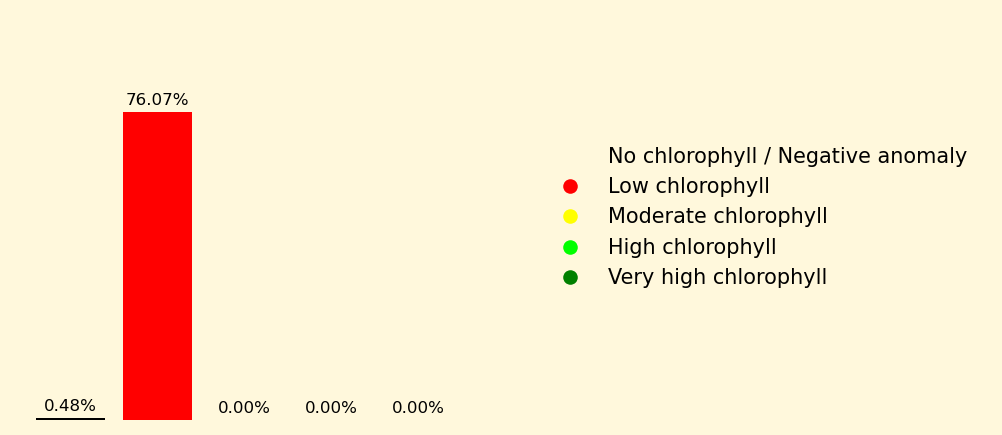 76.07%
No chlorophyll / Negative anomaly
Low chlorophyll
Moderate chlorophyll
High chlorophyll
Very high chlorophyll
0.48% 0.00% 0.00% 0.00%